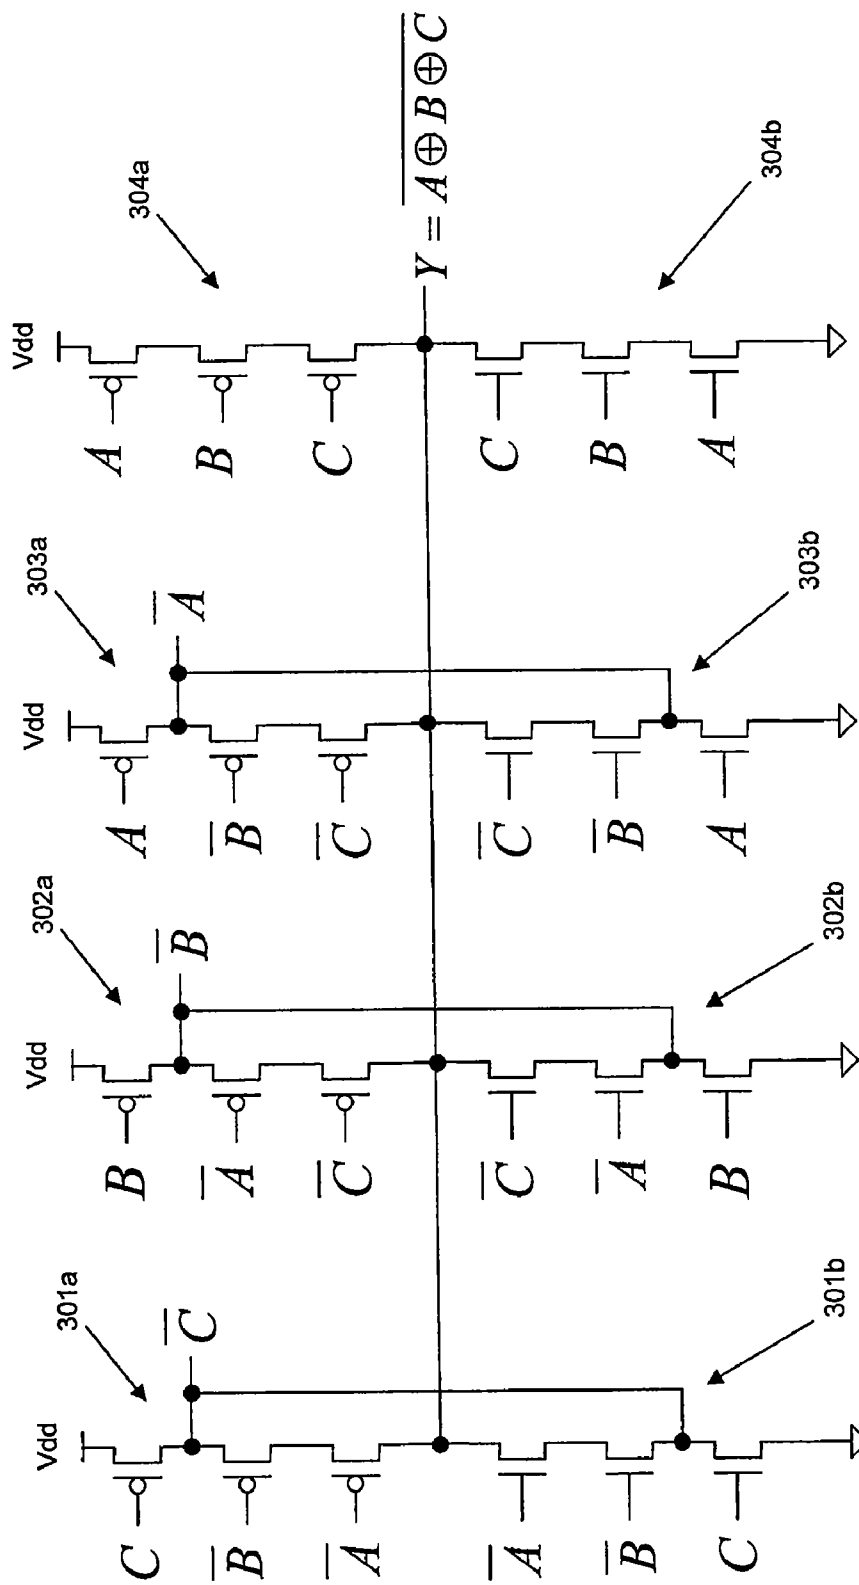 Vdd
301a
C
C̅
B̅
A̅
A̅
B̅
C
301b
Vdd
302a
B
B̅
A̅
C̅
C̅
A̅
B
302b
Vdd
303a
A
A̅
B̅
C̅
C̅
B̅
A
303b
Vdd
304a
A
B
C
Y = A̅ ⊕̅ B̅ ⊕̅ C̅
C
B
A
304b